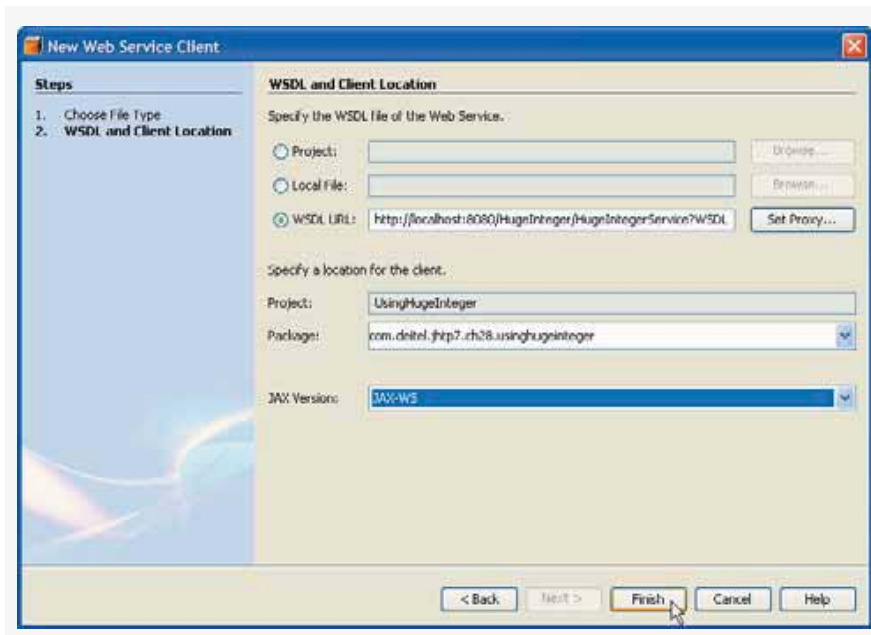 New Web Service Client
Steps
1. Choose File Type
2. WSDL and Client Location
WSDL and Client Location
Specify the WSDL file of the Web Service.
Project:
Browse...
Local File:
Browse...
WSDL URL:
http://localhost:8080/HugeInteger/HugeIntegerService?WSDL
Set Proxy...
Specify a location for the client.
Project:
UsingHugeInteger
Package:
com.deitel.jhtp7.ch28.usinghugeinteger
JAX Version:
JAX-WS
< Back
Next >
Finish
Cancel
Help